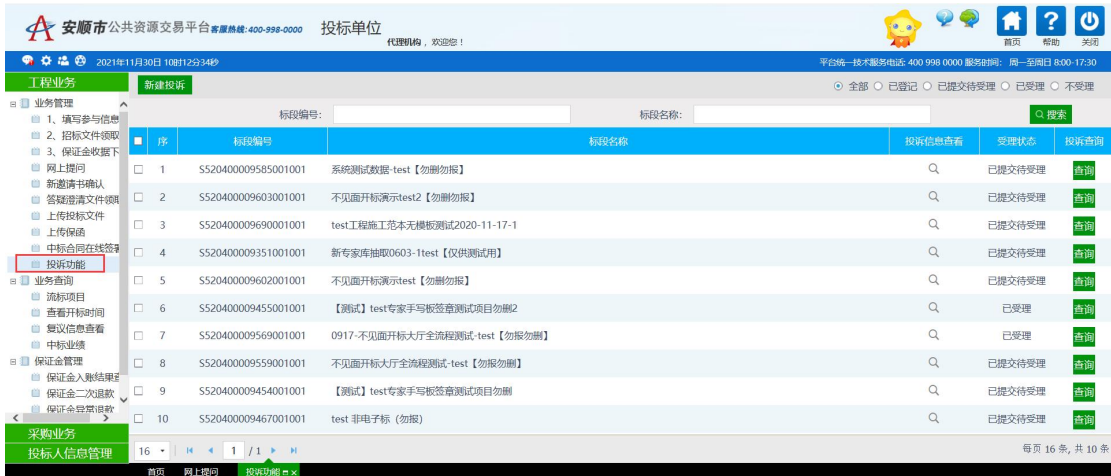 安顺市公共资源交易平台客服热线:400-998-0000 投标单位
代理机构，欢迎您！
首页 帮助 关闭
2021年11月30日 10时12分34秒
平台统一技术服务电话: 400 998 0000 服务时间: 周一至周日 8:00-17:30
工程业务
新建投诉
全部 已登记 已提交待受理 已受理 不受理
业务管理
1、填写参与信息
2、招标文件领取
3、保证金收据下
网上提问
新邀请书确认
答疑澄清文件领
上传投标文件
上传保函
中标合同在线签
投诉功能
业务查询
流标项目
查看开标时间
复议信息查看
中标业绩
保证金管理
保证金入账结果
保证金二次退款
保证金异常退款
采购业务
投标人信息管理
标段编号: 标段名称: 搜索
序 标段编号 标段名称 投诉信息查看 受理状态 投诉查询
1 S520400009585001001 系统测试数据-test【勿删勿报】 已提交待受理 查询
2 S520400009603001001 不见面开标演示test2【勿删勿报】 已提交待受理 查询
3 S520400009690001001 test工程施工范本无模板测试2020-11-17-1 已提交待受理 查询
4 S520400009351001001 新专家库抽取0603-1test【仅供测试用】 已提交待受理 查询
5 S520400009602001001 不见面开标演示test【勿删勿报】 已提交待受理 查询
6 S520400009455001001 【测试】test专家手写板签章测试项目勿删2 已受理 查询
7 S520400009569001001 0917-不见面开标大厅全流程测试-test【勿报勿删】 已受理 查询
8 S520400009559001001 不见面开标大厅全流程测试-test【勿报勿删】 已提交待受理 查询
9 S520400009454001001 【测试】test专家手写板签章测试项目勿删 已提交待受理 查询
10 S520400009467001001 test 非电子标（勿报） 已提交待受理 查询
16 1 / 1 每页 16 条, 共 10 条
首页 网上提问 投诉功能